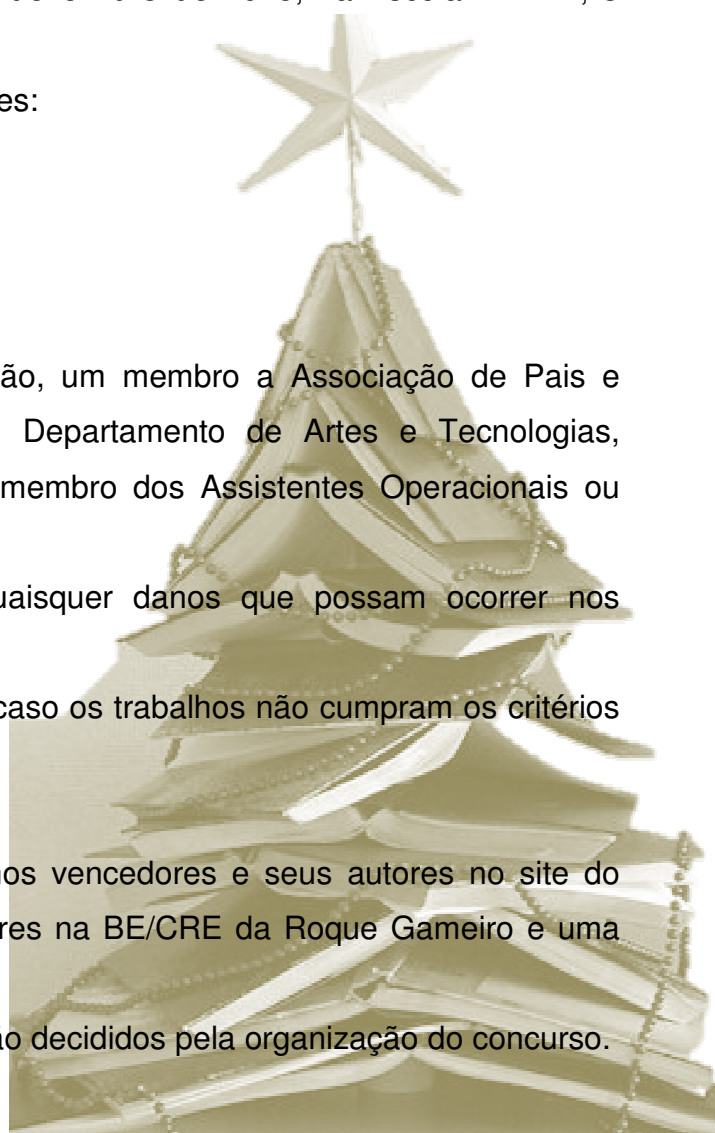 es:
ão, um membro a Associação de Pais e
Departamento de Artes e Tecnologias,
membro dos Assistentes Operacionais ou
uaisquer danos que possam ocorrer nos
caso os trabalhos não cumpram os critérios
nos vencedores e seus autores no site do
res na BE/CRE da Roque Gameiro e uma
ão decididos pela organização do concurso.